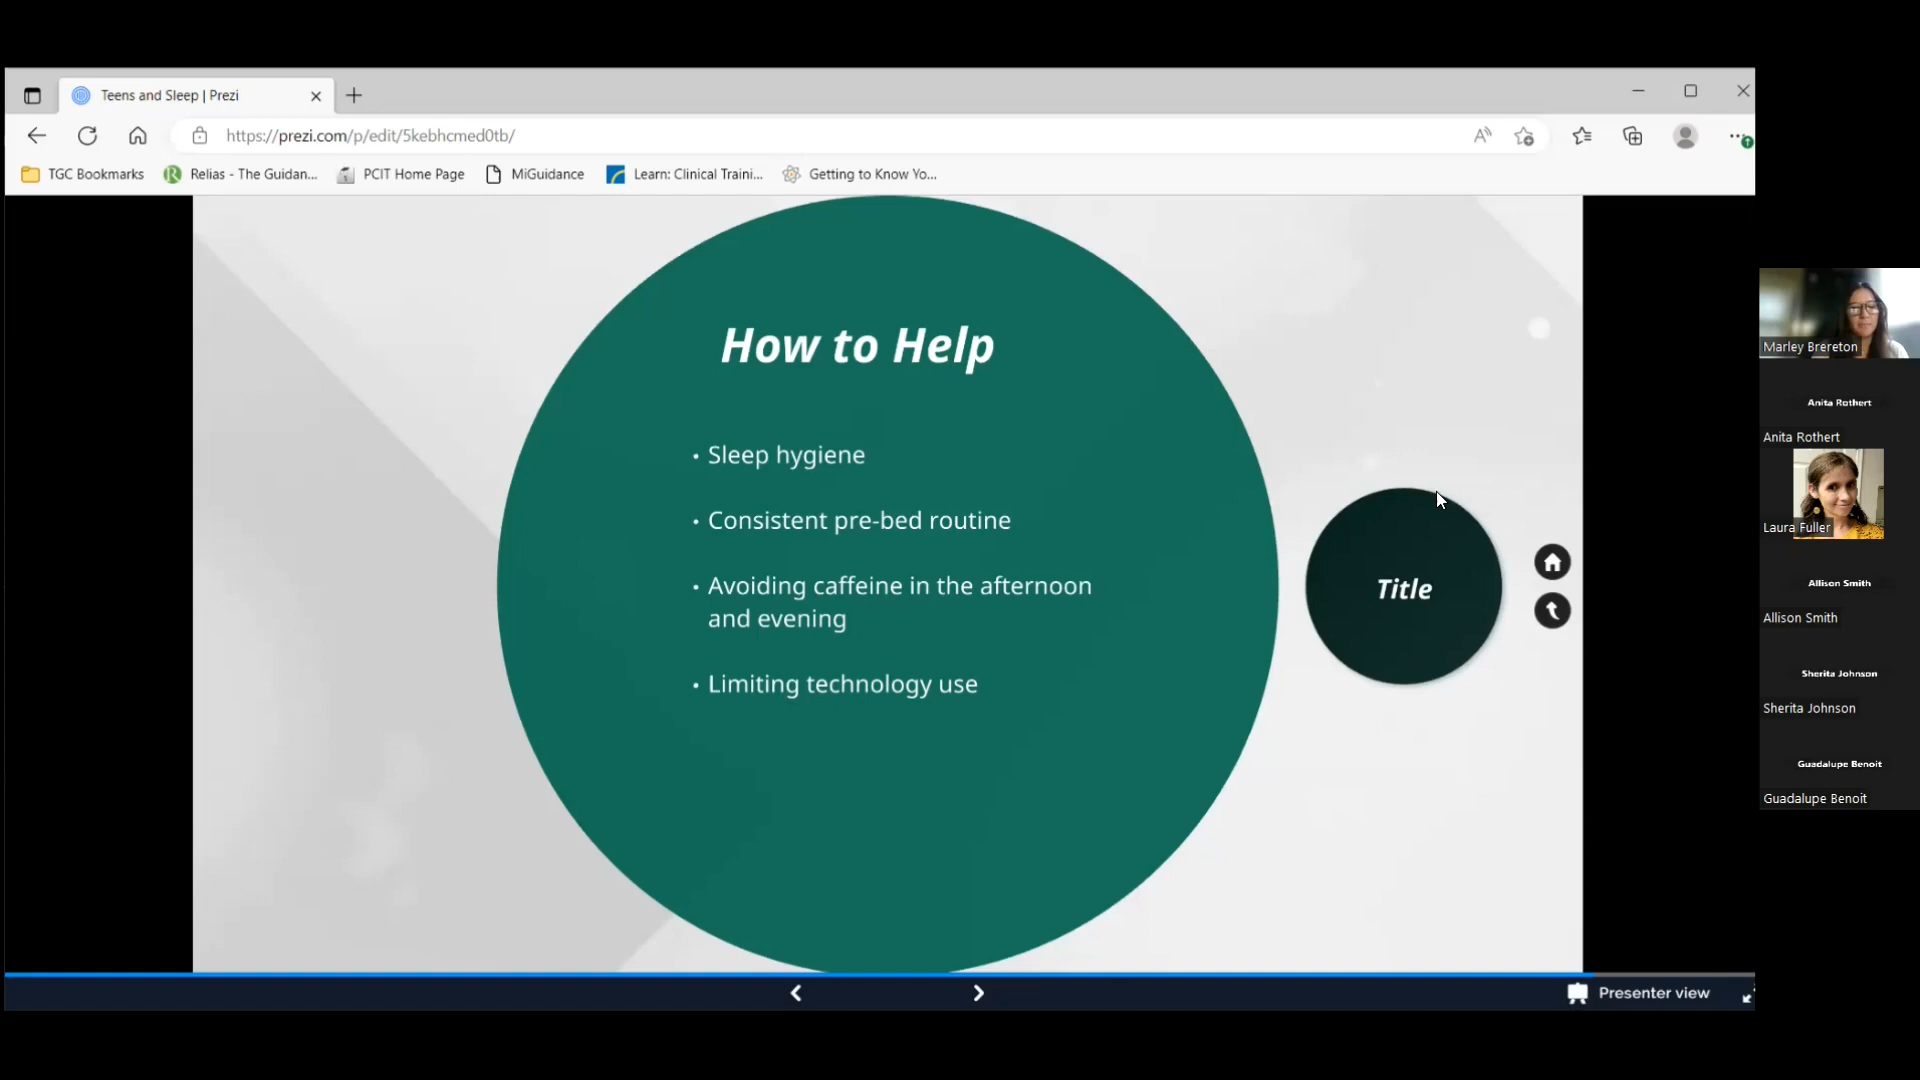 Teens and Sleep | Prezi
https://prezi.com/p/edit/5kebhcmed0tb/
TGC Bookmarks
Relias - The Guidan...
PCIT Home Page
MiGuidance
Learn: Clinical Traini...
Getting to Know Yo...
How to Help
• Sleep hygiene
• Consistent pre-bed routine
• Avoiding caffeine in the afternoon
and evening
• Limiting technology use
Title
Presenter view
Marley Brereton
Anita Rothert
Anita Rothert
Laura Fuller
Allison Smith
Allison Smith
Sherita Johnson
Sherita Johnson
Guadalupe Benoit
Guadalupe Benoit